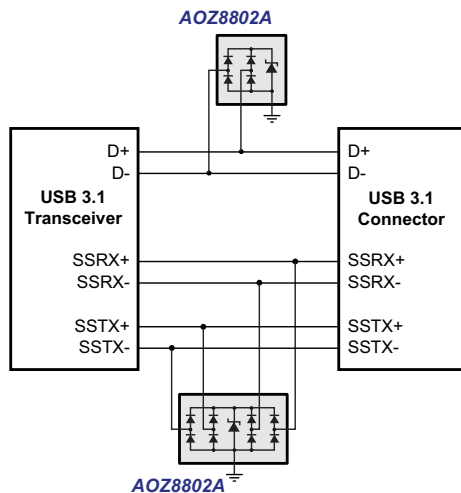 AOZ8802A
D+
D-
USB 3.1
Transceiver
SSRX+
SSRX-
SSTX+
SSTX-
D+
D-
USB 3.1
Connector
SSRX+
SSRX-
SSTX+
SSTX-
AOZ8802A